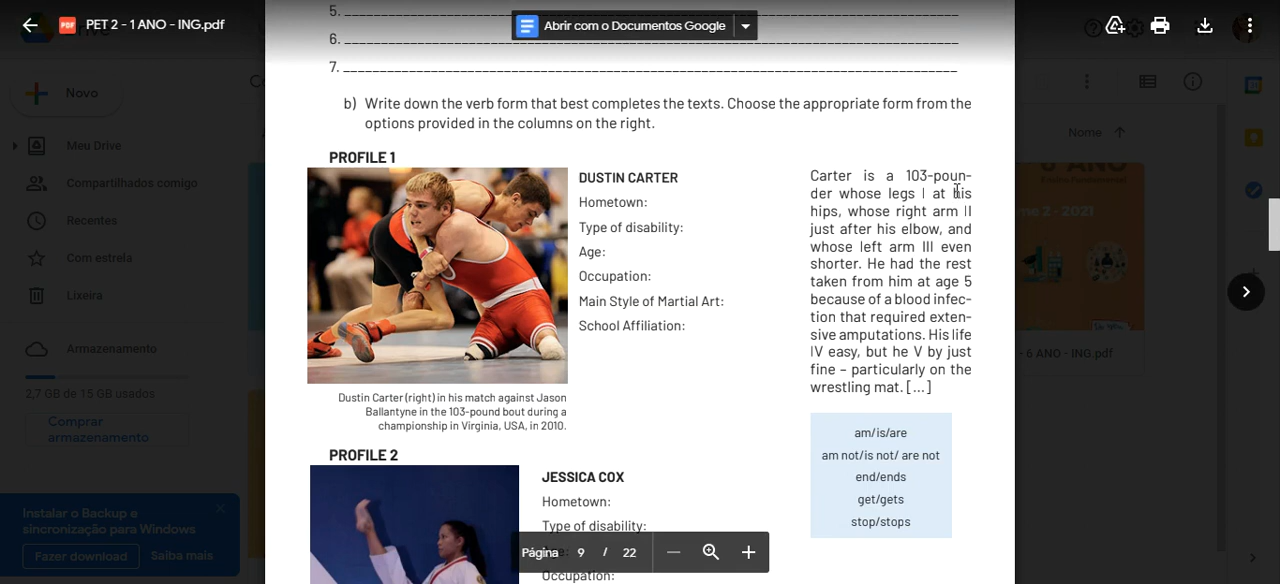 PDF PET 2 - 1 ANO - ING.pdf
Abrir com o Documentos Google
Novo
Meu Drive
Compartilhados comigo
Recentes
Com estrela
Lixeira
Armazenamento
2,7 GB de 15 GB usados
Comprar
armazenamento
Instalar o Backup e
sincronização para Windows
Fazer download Saiba mais
Nome
ume 2 - 2021
- 6 ANO - ING.pdf
5. ____
6. ____
7. ____
b) Write down the verb form that best completes the texts. Choose the appropriate form from the
options provided in the columns on the right.
PROFILE 1
DUSTIN CARTER
Hometown:
Type of disability:
Age:
Occupation:
Main Style of Martial Art:
School Affiliation:
Dustin Carter (right) in his match against Jason
Ballantyne in the 103-pound bout during a
championship in Virginia, USA, in 2010.
Carter is a 103-poun-
der whose legs I at his
hips, whose right arm II
just after his elbow, and
whose left arm III even
shorter. He had the rest
taken from him at age 5
because of a blood infec-
tion that required exten-
sive amputations. His life
IV easy, but he V by just
fine – particularly on the
wrestling mat. [...]
am/is/are
am not/is not/ are not
end/ends
get/gets
stop/stops
PROFILE 2
JESSICA COX
Hometown:
Type of disability:
Occupation:
Página 9 / 22